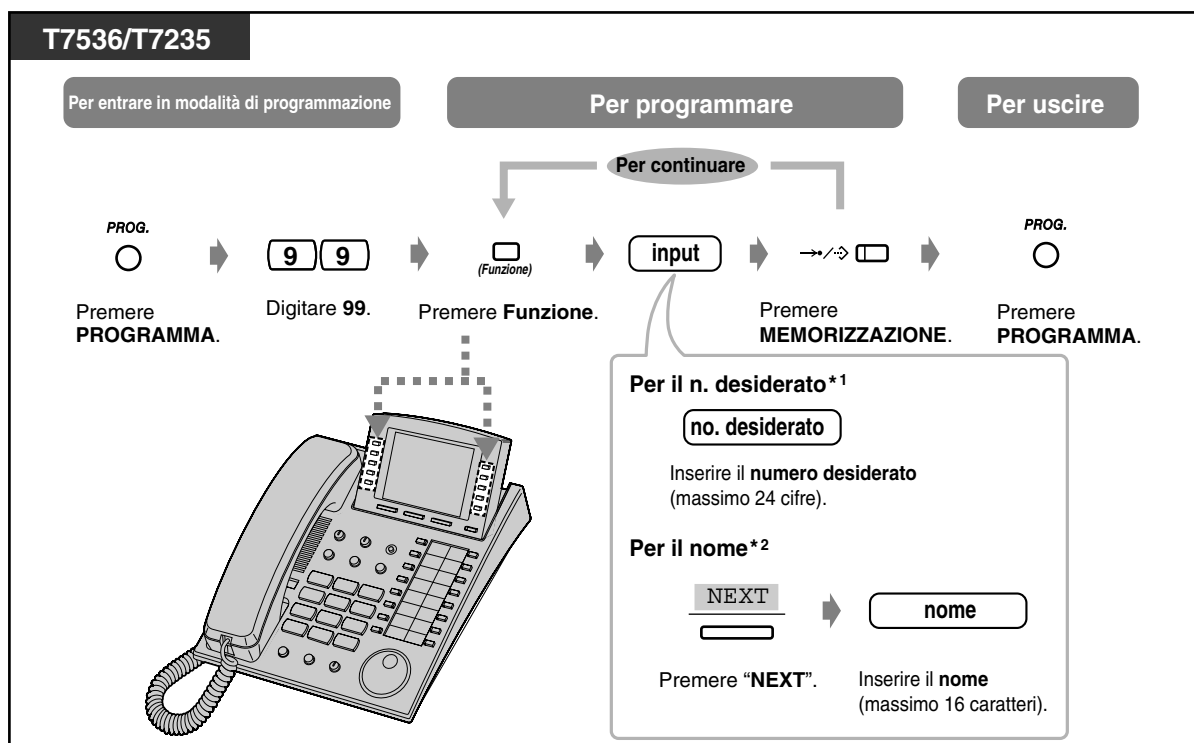 T7536/T7235
Per entrare in modalità di programmazione
Per programmare
Per uscire
Per continuare
PROG.
9 9
(Funzione)
input
PROG.
Premere
PROGRAMMA.
Digitare 99.
Premere Funzione.
Premere
MEMORIZZAZIONE.
Premere
PROGRAMMA.
Per il n. desiderato*1
no. desiderato
Inserire il numero desiderato
(massimo 24 cifre).
Per il nome*2
NEXT
nome
Premere “NEXT”.
Inserire il nome
(massimo 16 caratteri).